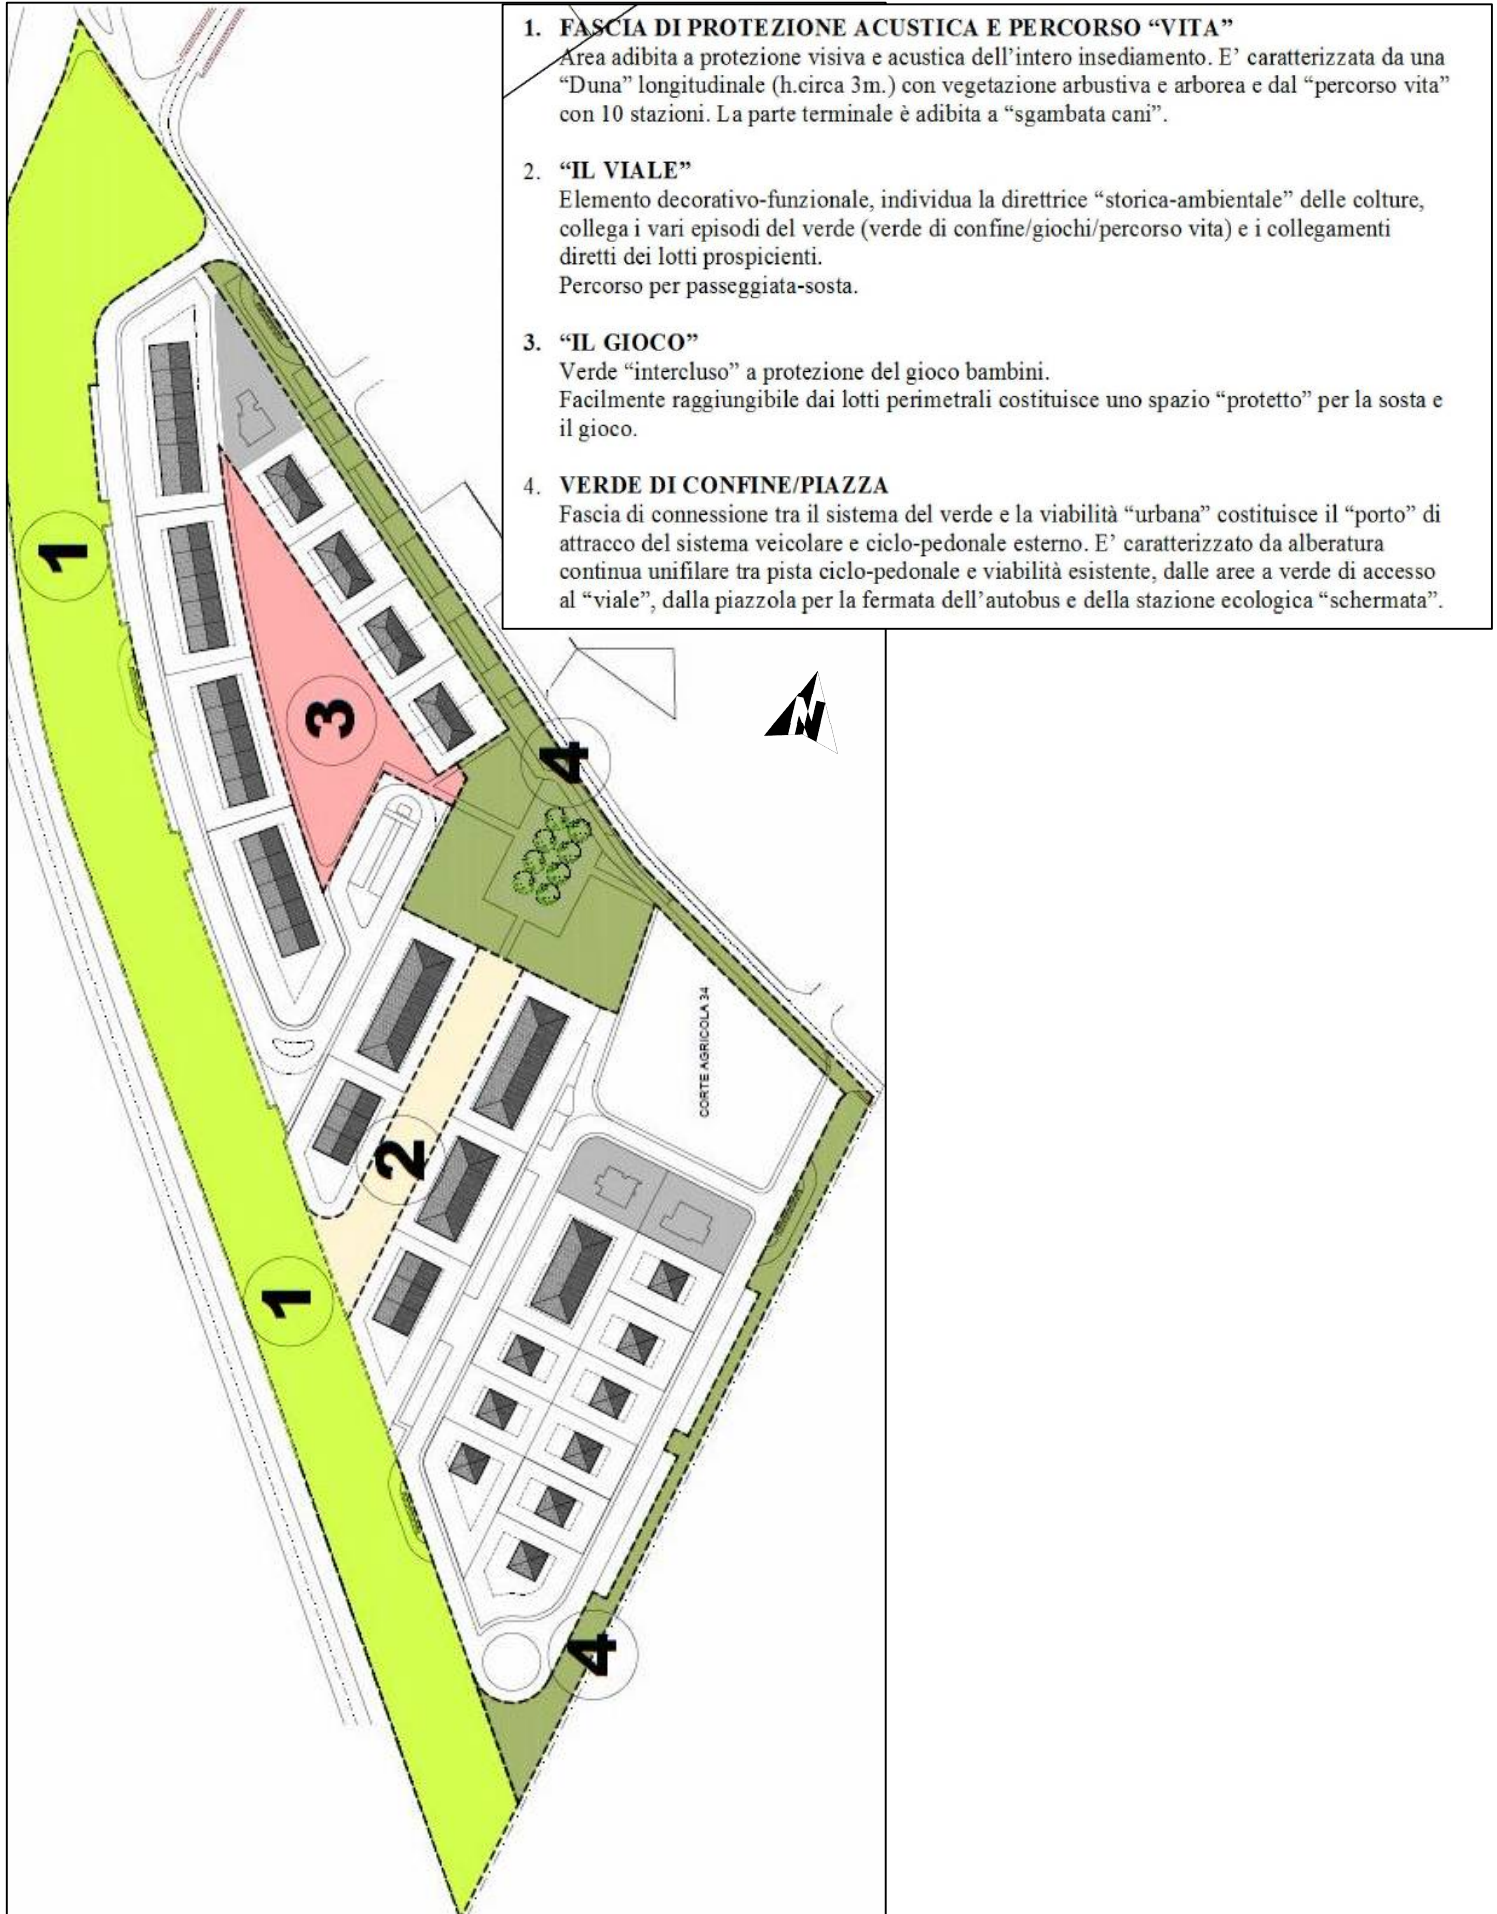 1. FASCIA DI PROTEZIONE ACUSTICA E PERCORSO “VITA”
Area adibita a protezione visiva e acustica dell’intero insediamento. E’ caratterizzata da una
“Duna” longitudinale (h.circa 3m.) con vegetazione arbustiva e arborea e dal “percorso vita”
con 10 stazioni. La parte terminale è adibita a “sgambata cani”.
2. “IL VIALE”
Elemento decorativo-funzionale, individua la direttrice “storica-ambientale” delle colture,
collega i vari episodi del verde (verde di confine/giochi/percorso vita) e i collegamenti
diretti dei lotti prospicienti.
Percorso per passeggiata-sosta.
3. “IL GIOCO”
Verde “intercluso” a protezione del gioco bambini.
Facilmente raggiungibile dai lotti perimetrali costituisce uno spazio “protetto” per la sosta e
il gioco.
4. VERDE DI CONFINE/PIAZZA
Fascia di connessione tra il sistema del verde e la viabilità “urbana” costituisce il “porto” di
attracco del sistema veicolare e ciclo-pedonale esterno. E’ caratterizzato da alberatura
continua unifilare tra pista ciclo-pedonale e viabilità esistente, dalle aree a verde di accesso
al “viale”, dalla piazzola per la fermata dell’autobus e della stazione ecologica “schermata”.
1
3
4
N
CORTE AGRICOLA 34
2
1
4